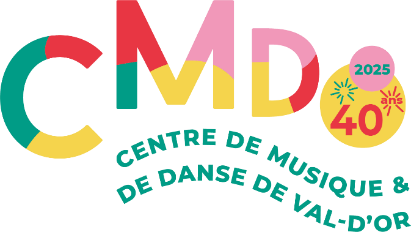 CMD
2025
40 ans
CENTRE DE MUSIQUE &
DE DANSE DE VAL-D'OR